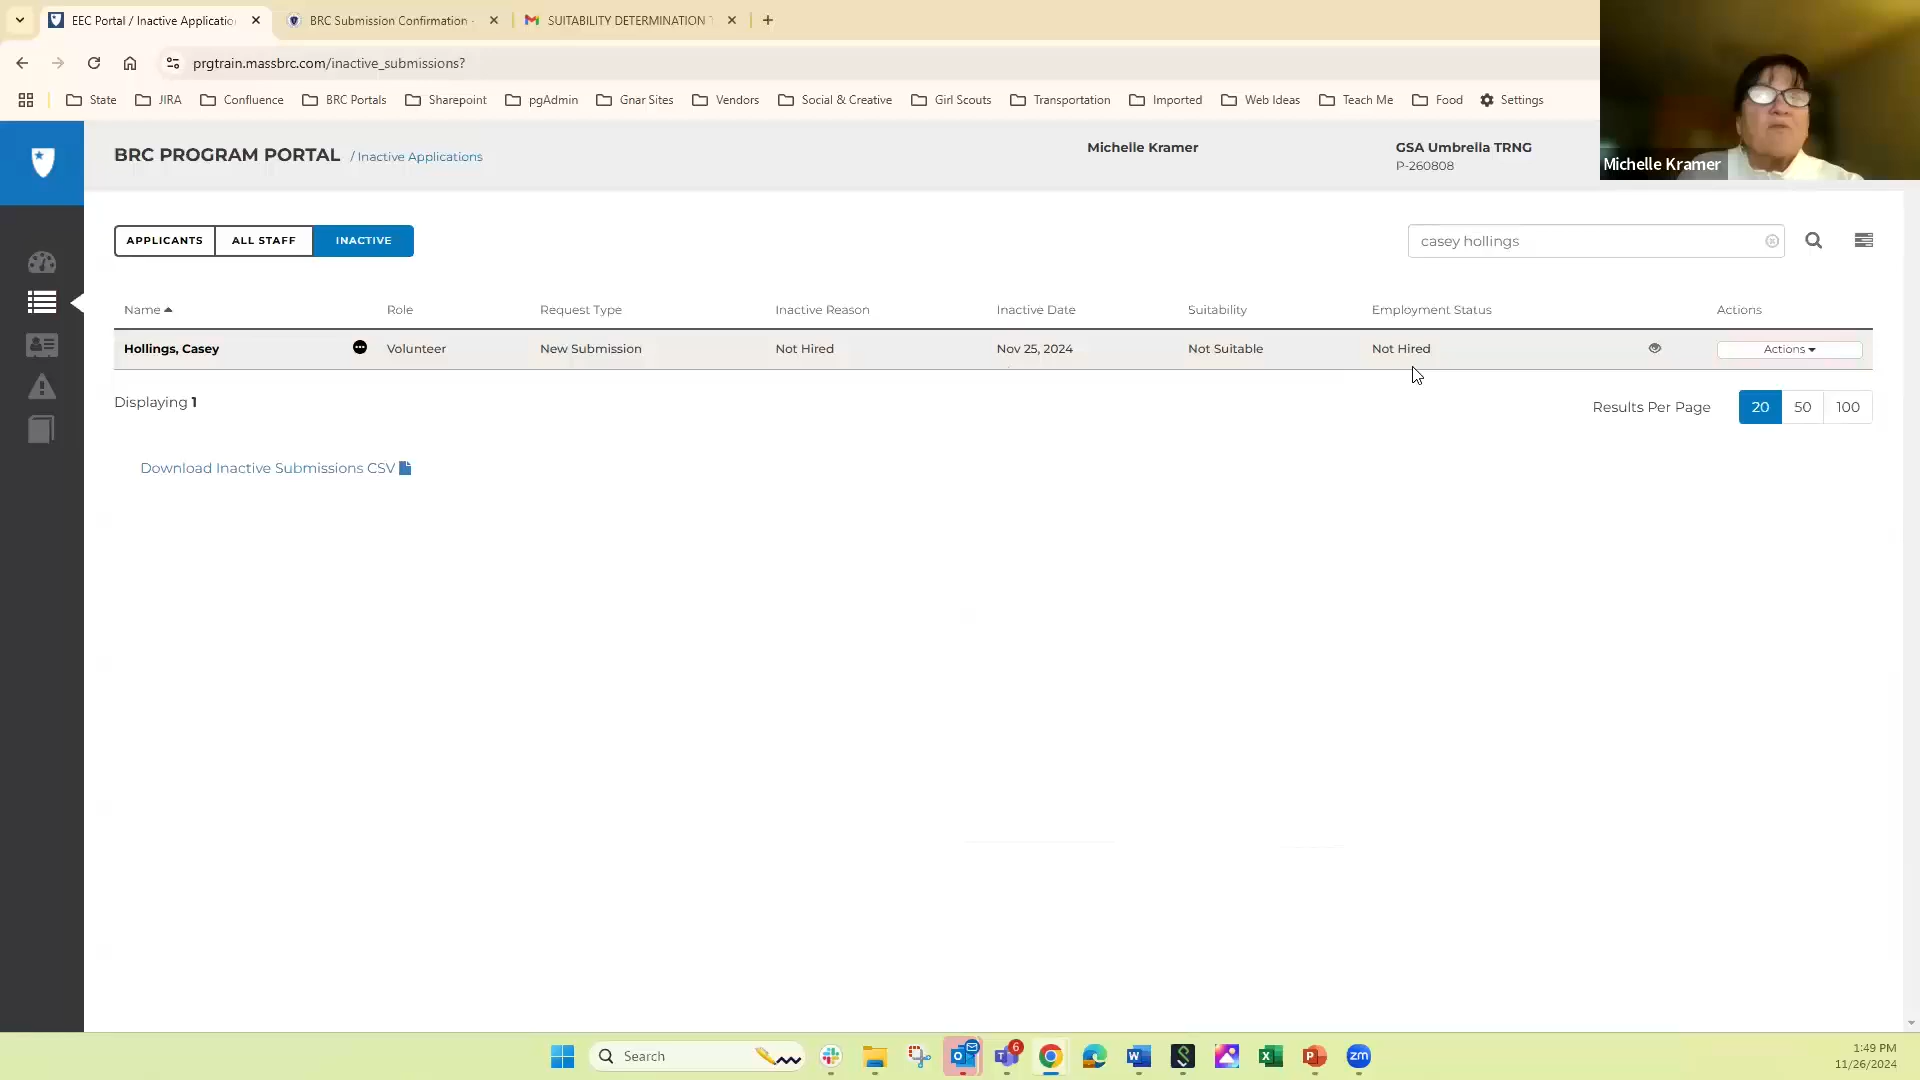 EEC Portal / Inactive Applicatio
BRC Submission Confirmation -
SUITABILITY DETERMINATION
prgtrain.massbrc.com/inactive_submissions?
State JIRA Confluence BRC Portals Sharepoint pgAdmin Gnar Sites Vendors Social & Creative Girl Scouts Transportation Imported Web Ideas Teach Me Food Settings
BRC PROGRAM PORTAL / Inactive Applications
Michelle Kramer
GSA Umbrella TRNG
P-260808
Michelle Kramer
APPLICANTS ALL STAFF INACTIVE
casey hollings
Name Role Request Type Inactive Reason Inactive Date Suitability Employment Status Actions
Hollings, Casey Volunteer New Submission Not Hired Nov 25, 2024 Not Suitable Not Hired Actions
Displaying 1
Results Per Page 20 50 100
Download Inactive Submissions CSV
Search
6
zm
1:49 PM
11/26/2024